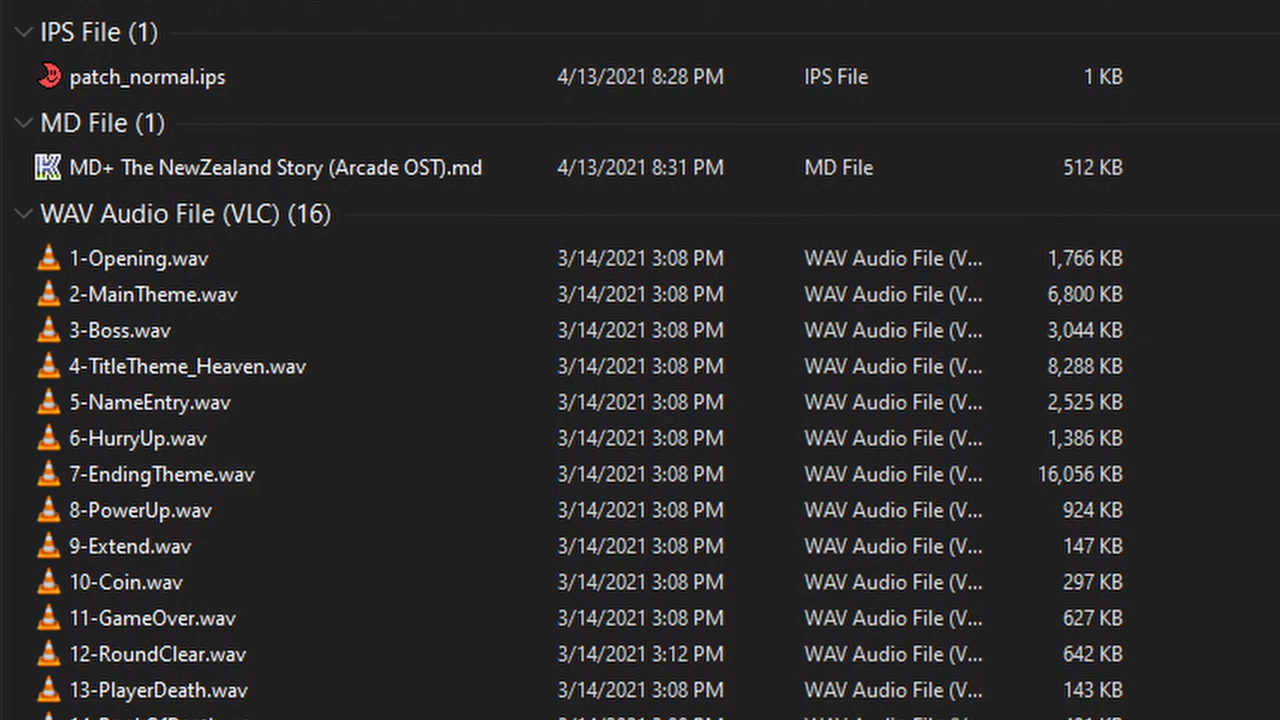 IPS File (1)
patch_normal.ips 4/13/2021 8:28 PM IPS File 1 KB
MD File (1)
MD+ The NewZealand Story (Arcade OST).md 4/13/2021 8:31 PM MD File 512 KB
WAV Audio File (VLC) (16)
1-Opening.wav 3/14/2021 3:08 PM WAV Audio File (V... 1,766 KB
2-MainTheme.wav 3/14/2021 3:08 PM WAV Audio File (V... 6,800 KB
3-Boss.wav 3/14/2021 3:08 PM WAV Audio File (V... 3,044 KB
4-TitleTheme_Heaven.wav 3/14/2021 3:08 PM WAV Audio File (V... 8,288 KB
5-NameEntry.wav 3/14/2021 3:08 PM WAV Audio File (V... 2,525 KB
6-HurryUp.wav 3/14/2021 3:08 PM WAV Audio File (V... 1,386 KB
7-EndingTheme.wav 3/14/2021 3:08 PM WAV Audio File (V... 16,056 KB
8-PowerUp.wav 3/14/2021 3:08 PM WAV Audio File (V... 924 KB
9-Extend.wav 3/14/2021 3:08 PM WAV Audio File (V... 147 KB
10-Coin.wav 3/14/2021 3:08 PM WAV Audio File (V... 297 KB
11-GameOver.wav 3/14/2021 3:08 PM WAV Audio File (V... 627 KB
12-RoundClear.wav 3/14/2021 3:12 PM WAV Audio File (V... 642 KB
13-PlayerDeath.wav 3/14/2021 3:08 PM WAV Audio File (V... 143 KB